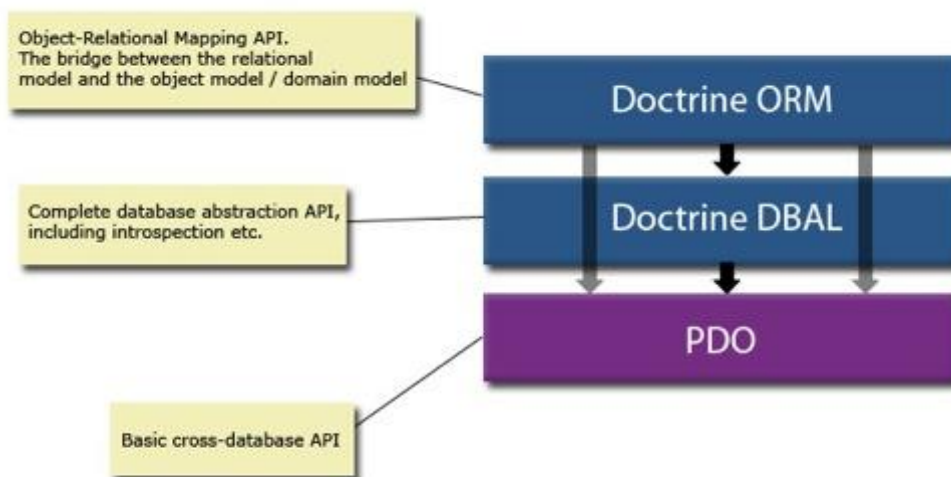 Object-Relational Mapping API.
The bridge between the relational
model and the object model / domain model
Doctrine ORM
Complete database abstraction API,
including introspection etc.
Doctrine DBAL
PDO
Basic cross-database API